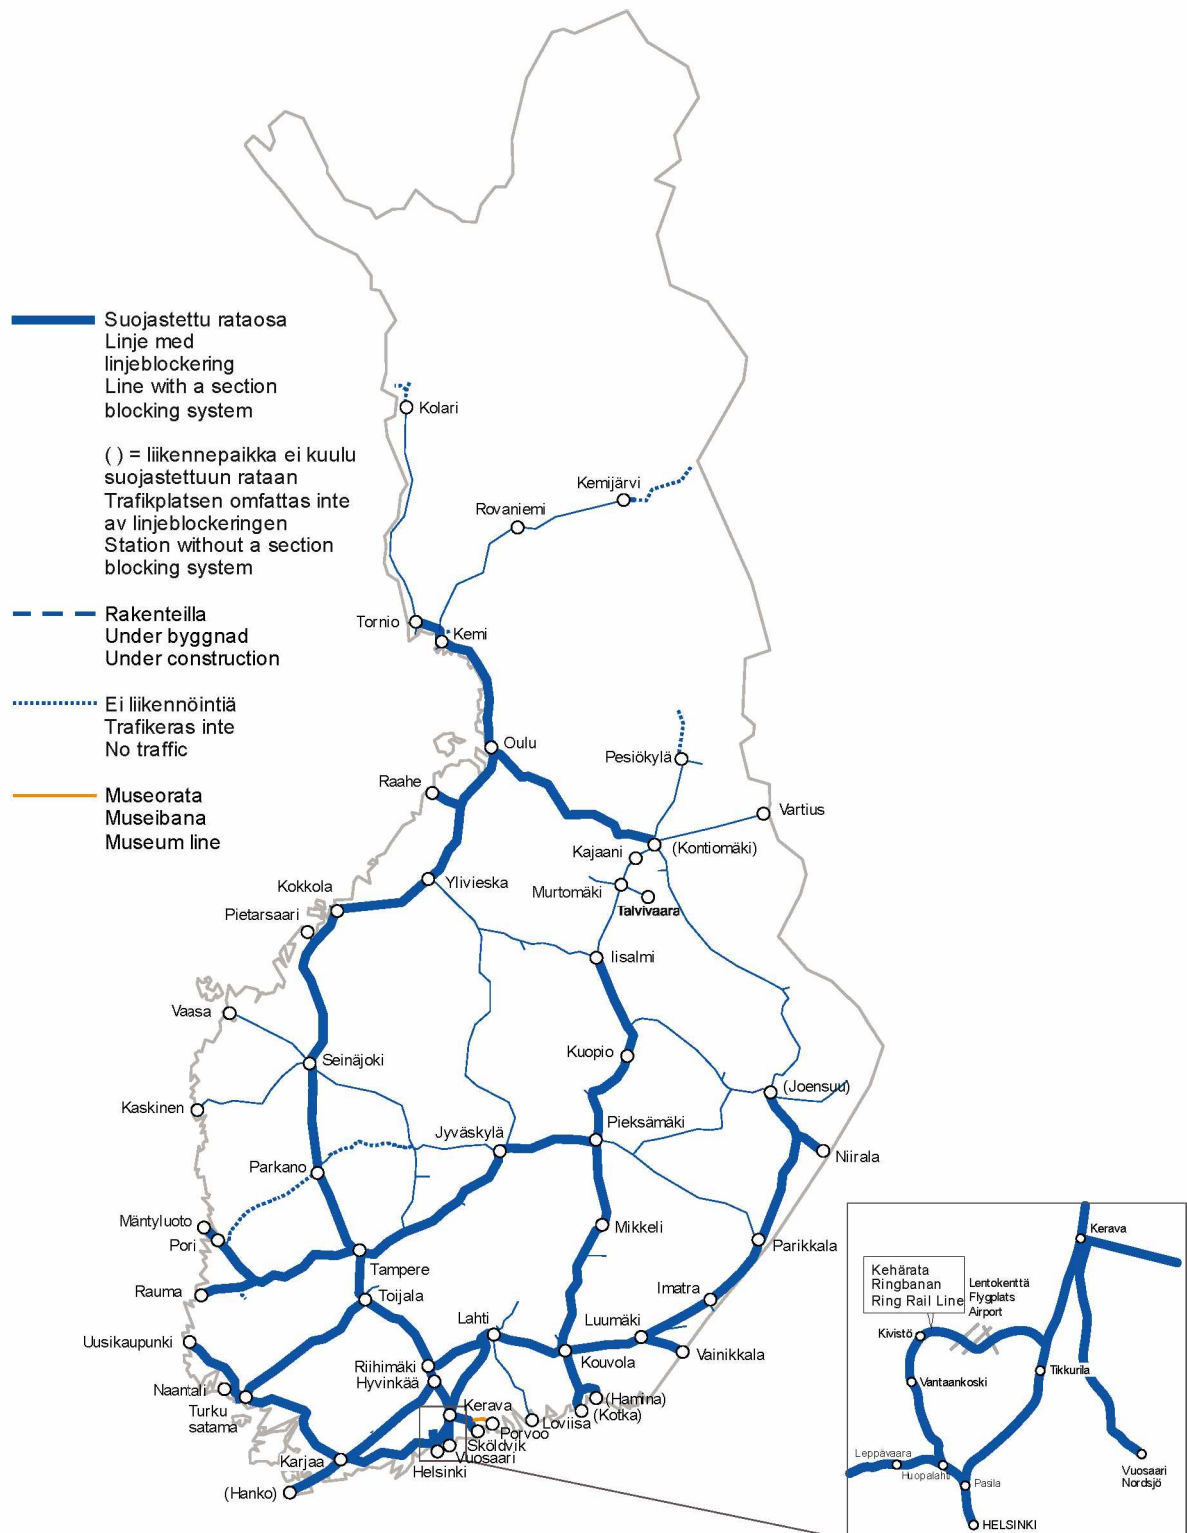 Suojastettu rataosa
Linje med
linjeblockering
Line with a section
blocking system
( ) = liikennepaikka ei kuulu
suojastettuun rataan
Trafikplatsen omfattas inte
av linjeblockeringen
Station without a section
blocking system
Rakenteilla
Under byggnad
Under construction
Ei liikennöintiä
Trafikeras inte
No traffic
Museorata
Museibana
Museum line
Kolari
Kemijärvi
Rovaniemi
Tornio
Kemi
Oulu
Pesiökylä
Raahe
Vartius
Kajaani
(Kontiomäki)
Ylivieska
Murtomäki
Talvivaara
Kokkola
Pietarsaari
Iisalmi
Vaasa
Seinäjoki
Kuopio
(Joensuu)
Kaskinen
Jyväskylä
Pieksämäki
Niirala
Parkano
Mäntyluoto
Pori
Mikkeli
Parikkala
Tampere
Rauma
Toijala
Imatra
Uusikaupunki
Lahti
Luumäki
Vainikkala
Riihimäki
Hyvinkää
Kouvola
Naantali
Turku
satama
Kerava
Porvoo
Loviisa
(Hamina)
(Kotka)
Sköldvik
Vuosaari
Helsinki
Karjaa
(Hanko)
Kerava
Kehärata
Ringbanan
Ring Rail Line
Lentokenttä
Flygplats
Airport
Kivistö
Tikkurila
Vantaankoski
Leppävaara
Huopalahti
Pasila
Vuosaari
Nordsjö
HELSINKI